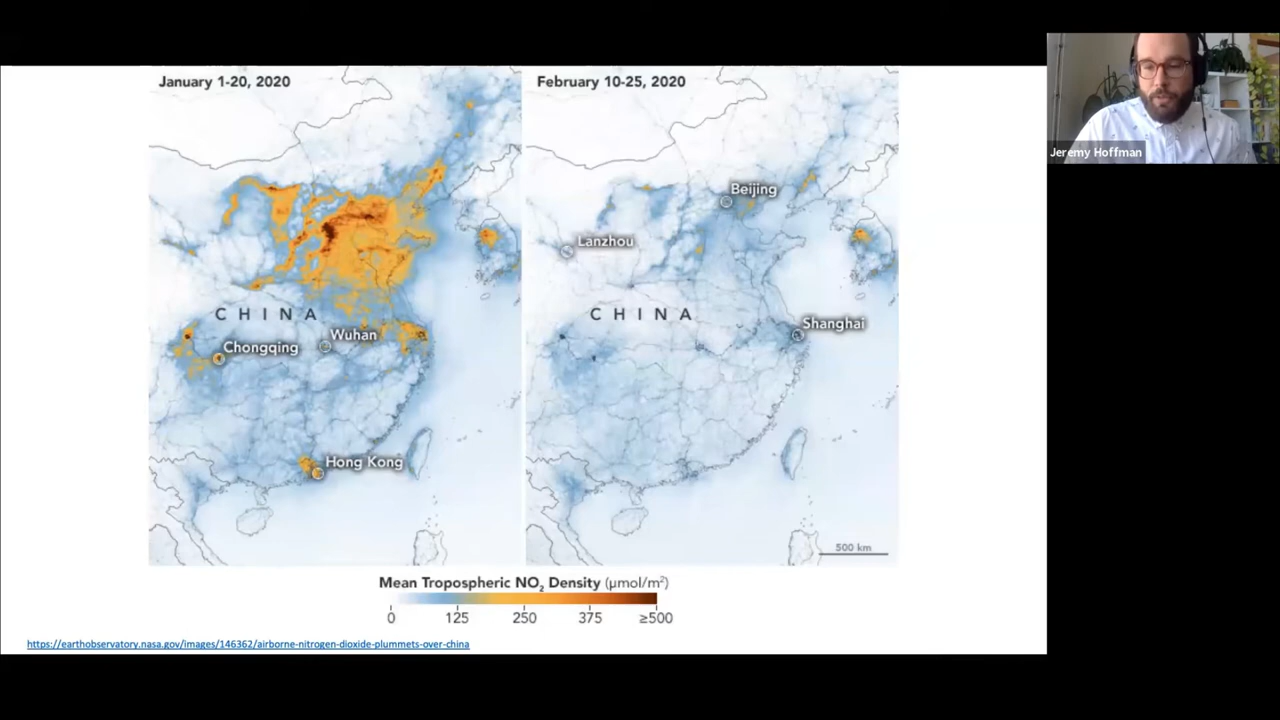 January 1-20, 2020
February 10-25, 2020
Jeremy Hoffman
Beijing
Lanzhou
CHINA
CHINA
Shanghai
Wuhan
Chongqing
Hong Kong
500 km
Mean Tropospheric NO₂ Density (µmol/m²)
0 125 250 375 ≥500
https://earthobservatory.nasa.gov/images/146362/airborne-nitrogen-dioxide-plummets-over-china